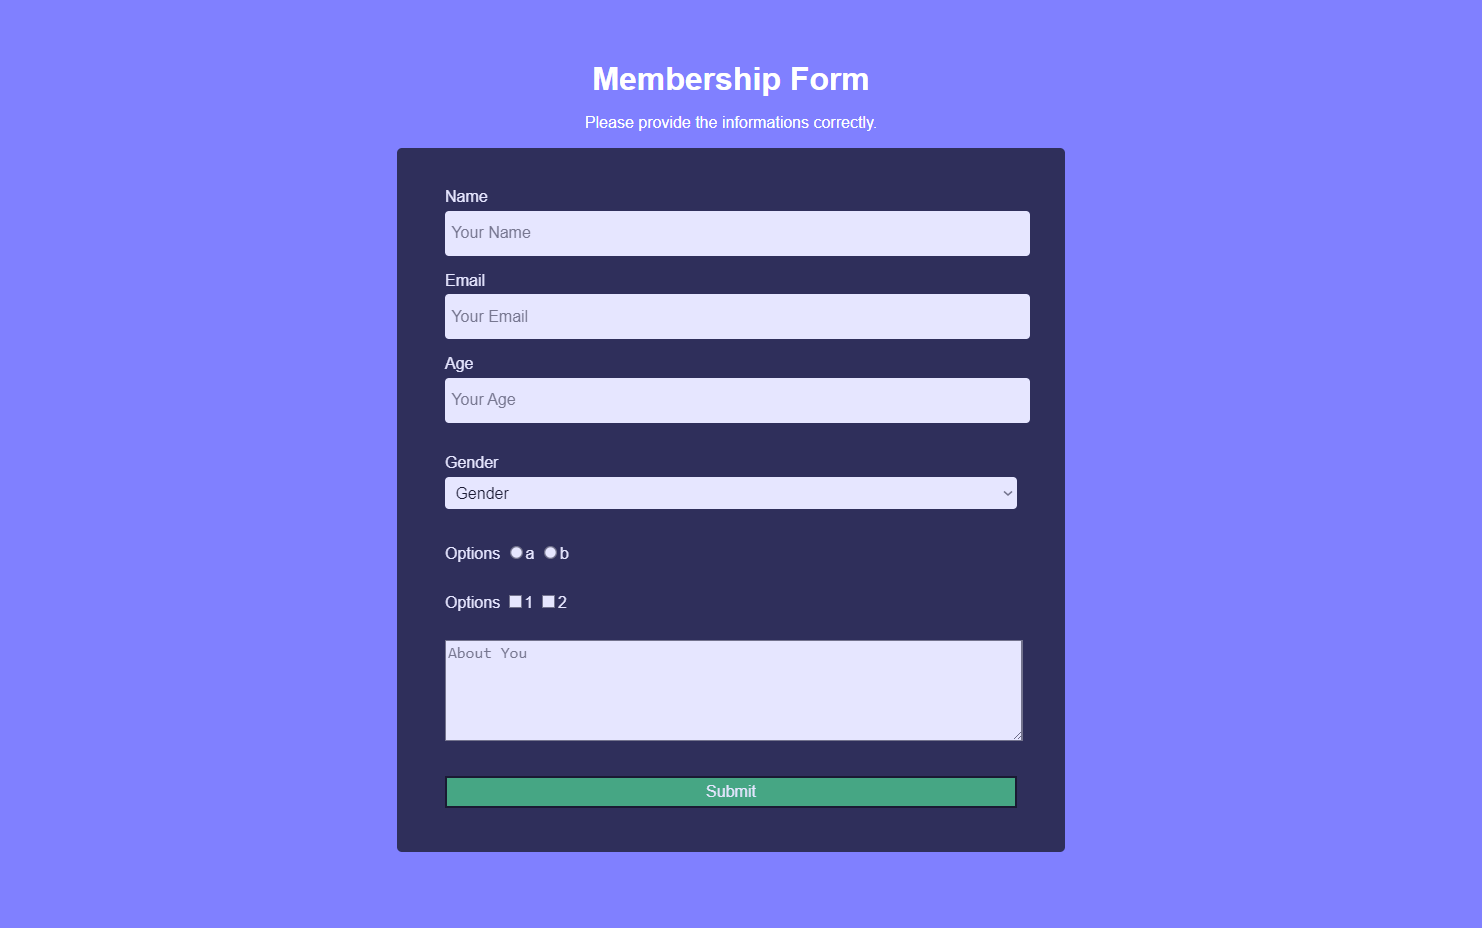 Membership Form
Please provide the informations correctly.
Name
Your Name
Email
Your Email
Age
Your Age
Gender
Gender
Options a b
Options 1 2
About You
Submit